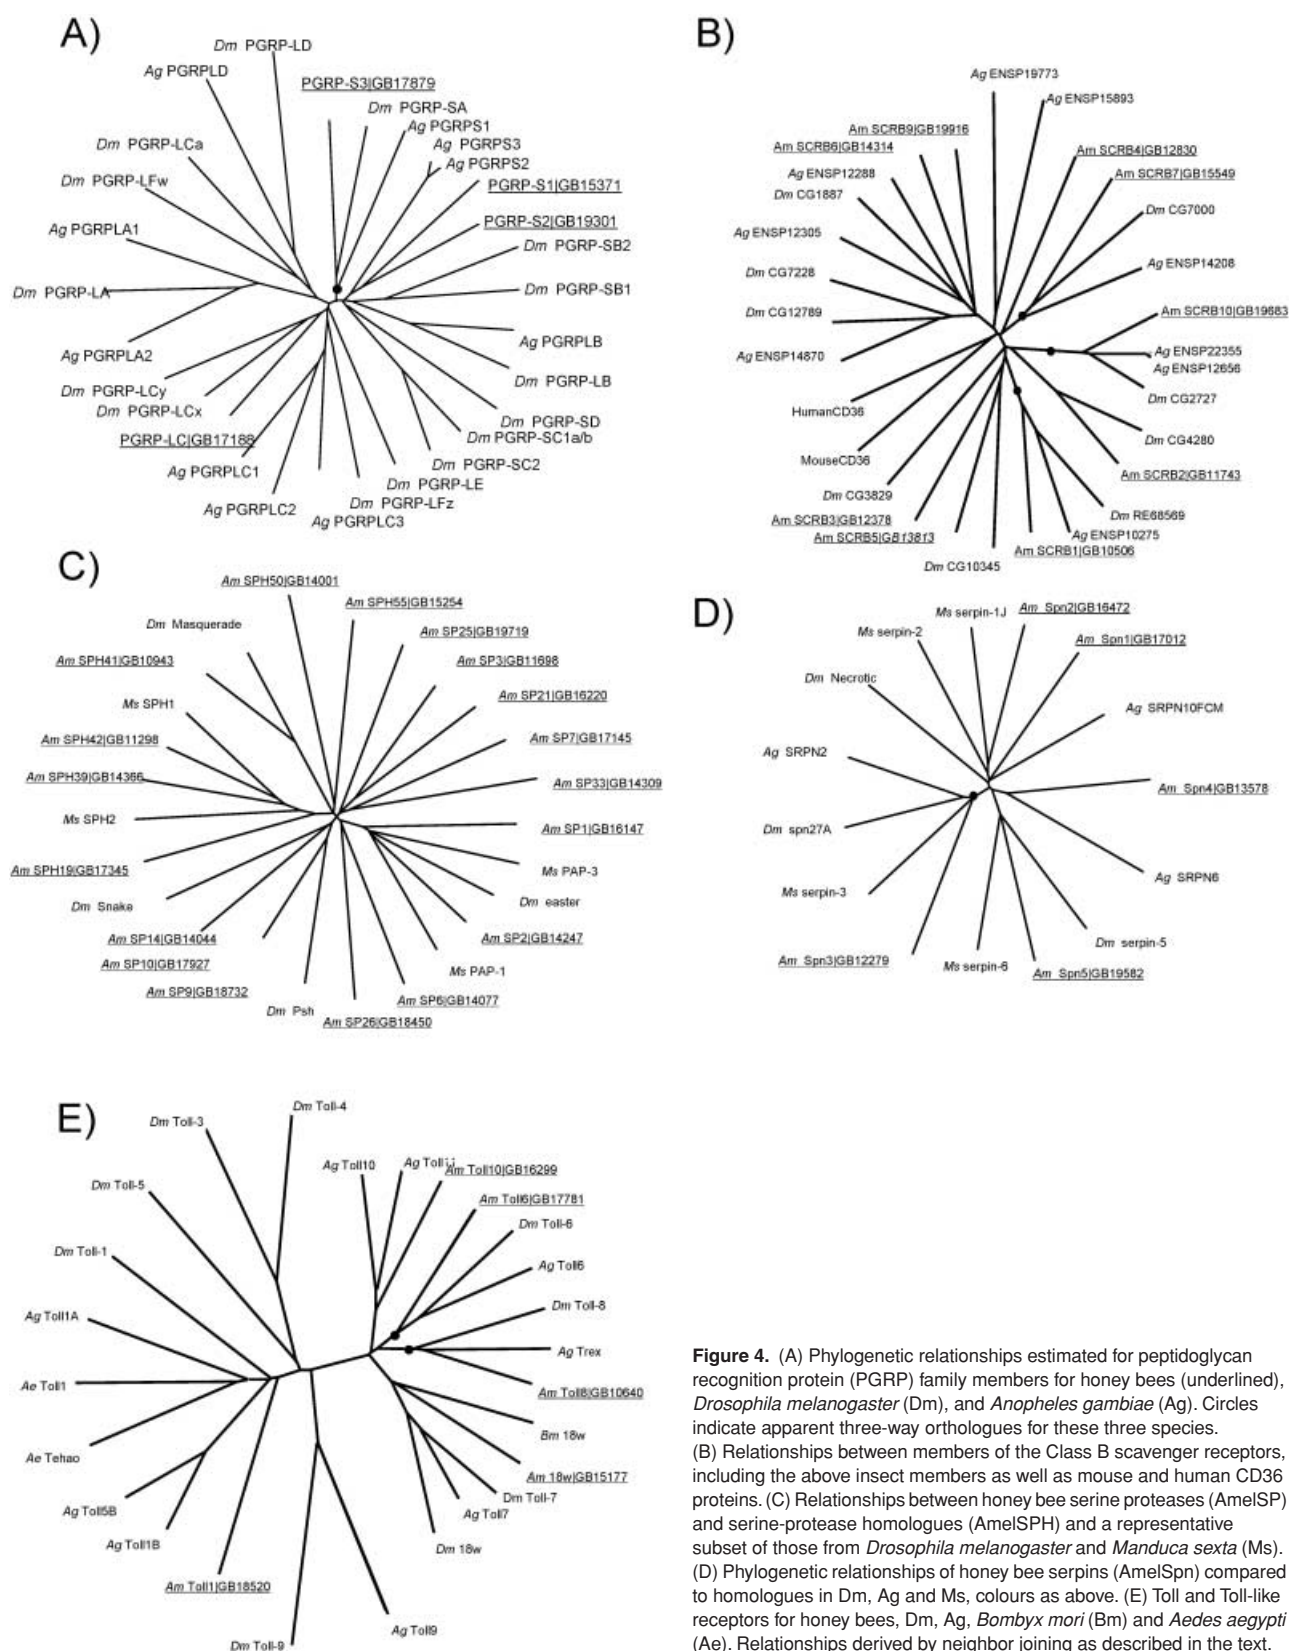 A)
Dm PGRP-LD
Ag PGRPLD
PGRP-S3|GB17879
Dm PGRP-SA
Ag PGRPS1
Ag PGRPS3
Ag PGRPS2
PGRP-S1|GB15371
PGRP-S2|GB19301
Dm PGRP-SB2
Dm PGRP-SB1
Ag PGRPLB
Dm PGRP-LB
Dm PGRP-SD
Dm PGRP-SC1a/b
Dm PGRP-SC2
Dm PGRP-LE
Dm PGRP-LFz
Ag PGRPLC3
Ag PGRPLC2
Ag PGRPLC1
PGRP-LC|GB17188
Dm PGRP-LCx
Dm PGRP-LCy
Ag PGRPLA2
Dm PGRP-LA
Ag PGRPLA1
Dm PGRP-LFw
Dm PGRP-LCa
B)
Ag ENSP19773
Ag ENSP15893
Am SCRB4|GB12830
Am SCRB7|GB15549
Dm CG7000
Ag ENSP14208
Am SCRB10|GB19683
Ag ENSP22355
Ag ENSP12656
Dm CG2727
Dm CG4280
Am SCRB2|GB11743
Dm RE68569
Ag ENSP10275
Am SCRB1|GB10506
Dm CG10345
Am SCRB5|GB13813
Am SCRB3|GB12378
Dm CG3829
MouseCD36
HumanCD36
Ag ENSP14870
Dm CG12789
Dm CG7228
Ag ENSP12305
Dm CG1887
Ag ENSP12288
Am SCRB6|GB14314
Am SCRB9|GB19916
C)
Am SPH50|GB14001
Am SPH55|GB15254
Am SP25|GB19719
Am SP3|GB11698
Am SP21|GB16220
Am SP7|GB17145
Am SP33|GB14309
Am SP1|GB16147
Ms PAP-3
Dm easter
Am SP2|GB14247
Ms PAP-1
Am SP6|GB14077
Am SP26|GB18450
Dm Psh
Am SP9|GB18732
Am SP10|GB17927
Am SP14|GB14044
Dm Snake
Am SPH19|GB17345
Ms SPH2
Am SPH39|GB14366
Am SPH42|GB11298
Ms SPH1
Am SPH41|GB10943
Dm Masquerade
D)
Ms serpin-1J
Am Spn2|GB16472
Am Spn1|GB17012
Ag SRPN10FCM
Am Spn4|GB13578
Ag SRPN6
Dm serpin-5
Am Spn5|GB19582
Ms serpin-6
Am Spn3|GB12279
Ms serpin-3
Dm spn27A
Ag SRPN2
Dm Necrotic
Ms serpin-2
E)
Dm Toll-4
Dm Toll-3
Dm Toll-5
Dm Toll-1
Ag Toll1A
Ae Toll1
Ae Tehao
Ag Toll5B
Ag Toll1B
Am Toll1|GB18520
Dm Toll-9
Ag Toll9
Dm 18w
Ag Toll7
Dm Toll-7
Am 18w|GB15177
Bm 18w
Am Toll8|GB10640
Ag Trex
Dm Toll-8
Ag Toll6
Dm Toll-6
Am Toll6|GB17781
Am Toll10|GB16299
Ag Toll11
Ag Toll10
Figure 4. (A) Phylogenetic relationships estimated for peptidoglycan
recognition protein (PGRP) family members for honey bees (underlined),
Drosophila melanogaster (Dm), and Anopheles gambiae (Ag). Circles
indicate apparent three-way orthologues for these three species.
(B) Relationships between members of the Class B scavenger receptors,
including the above insect members as well as mouse and human CD36
proteins. (C) Relationships between honey bee serine proteases (AmelSP)
and serine-protease homologues (AmelSPH) and a representative
subset of those from Drosophila melanogaster and Manduca sexta (Ms).
(D) Phylogenetic relationships of honey bee serpins (AmelSpn) compared
to homologues in Dm, Ag and Ms, colours as above. (E) Toll and Toll-like
receptors for honey bees, Dm, Ag, Bombyx mori (Bm) and Aedes aegypti
(Ae). Relationships derived by neighbor joining as described in the text.